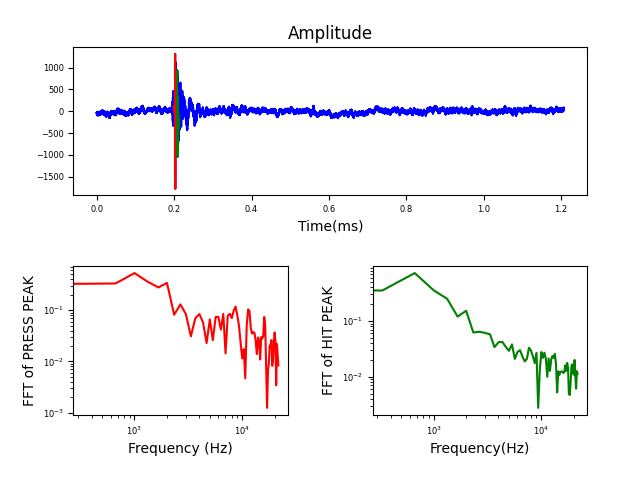 Amplitude
1000
500
0
−500
−1000
−1500
0.0 0.2 0.4 0.6 0.8 1.0 1.2
Time(ms)
FFT of PRESS PEAK
10⁻¹
10⁻²
10⁻³
10³ 10⁴
Frequency (Hz)
FFT of HIT PEAK
10⁻¹
10⁻²
10³ 10⁴
Frequency(Hz)